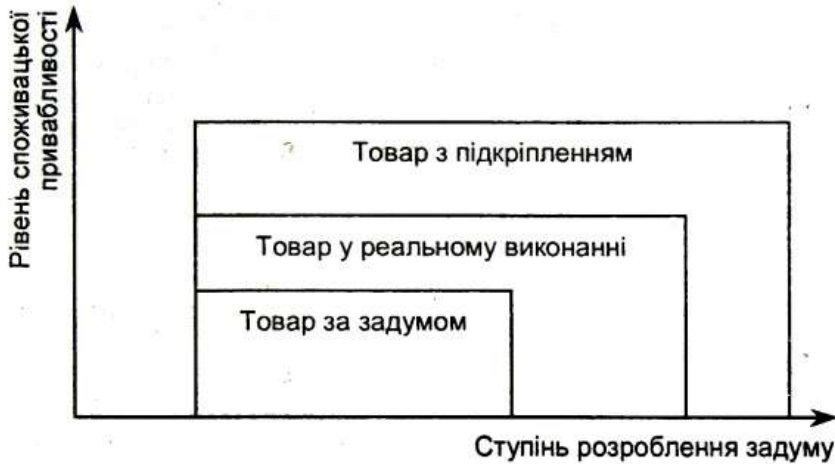 Рівень споживацької
привабливості
Товар з підкріпленням
Товар у реальному виконанні
Товар за задумом
Ступінь розроблення задуму